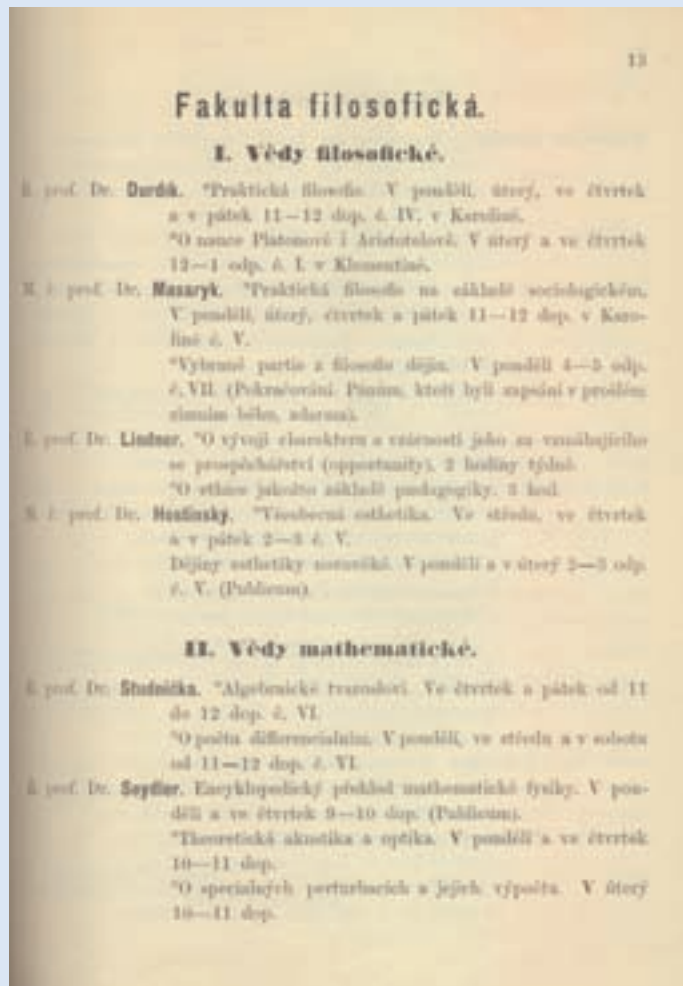 13
Fakulta filosofická.
I. Vědy filosofické.
Ř. prof. Dr. Durdík. *Praktická filosofie. V pondělí, úterý, ve čtvrtek
a v pátek 11—12 dop. č. IV. v Karolině.
*O nauce Platonově i Aristotelově. V úterý a ve čtvrtek
12—1 odp. č. I. v Klementině.
M. ř. prof. Dr. Masaryk. *Praktická filosofie na základě sociologickém.
V pondělí, úterý, čtvrtek a pátek 11—12 dop. v Karo-
lině č. V.
*Vybrané partie z filosofie dějin. V pondělí 4—5 odp.
č. VII. (Pokračování. Pánům, kteří byli zapsáni v prošlém
zimním běhu, zdarma).
Ř. prof. Dr. Lindner. *O vývoji charakteru a vzácnosti jeho za vzmáhajícího
se prospěchářství (opportunity). 2 hodiny týdně.
*O ethice jakožto základě paedagogiky. 3 hod.
M. ř. prof. Dr. Hostinský. *Všeobecná esthetika. Ve středu, ve čtvrtek
a v pátek 2—3 č. V.
Dějiny esthetiky novověké. V pondělí a v úterý 2—3 odp.
č. V. (Publicum).
II. Vědy mathematické.
Ř. prof. Dr. Studnička. *Algebraické tvarosloví. Ve čtvrtek a pátek od 11
do 12 dop. č. VI.
*O počtu differencialním. V pondělí, ve středu a v sobotu
od 11—12 dop. č. VI.
Ř. prof. Dr. Seydler. Encyklopedický přehled mathematické fysiky. V pon-
dělí a ve čtvrtek 9—10 dop. (Publicum).
*Theoretická akustika a optika. V pondělí a ve čtvrtek
10—11 dop.
*O specialných perturbacích a jejich výpočtu. V úterý
10—11 dop.